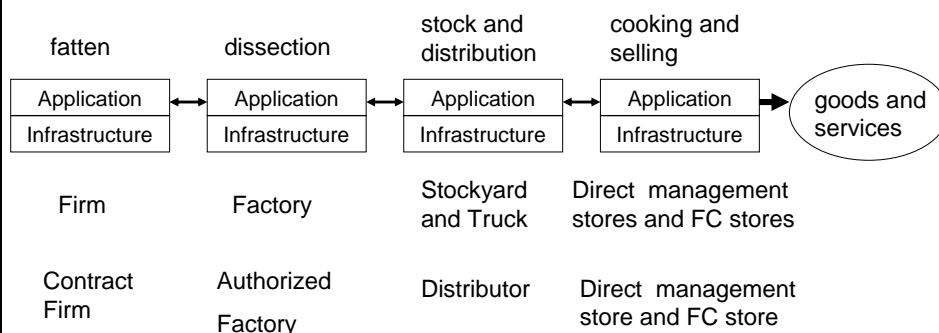 fatten
dissection
stock and
distribution
cooking and
selling
Application
Application
Application
Application
Infrastructure
Infrastructure
Infrastructure
Infrastructure
goods and
services
Firm
Factory
Stockyard
and Truck
Direct management
stores and FC stores
Contract
Firm
Authorized
Factory
Distributor
Direct management
store and FC store